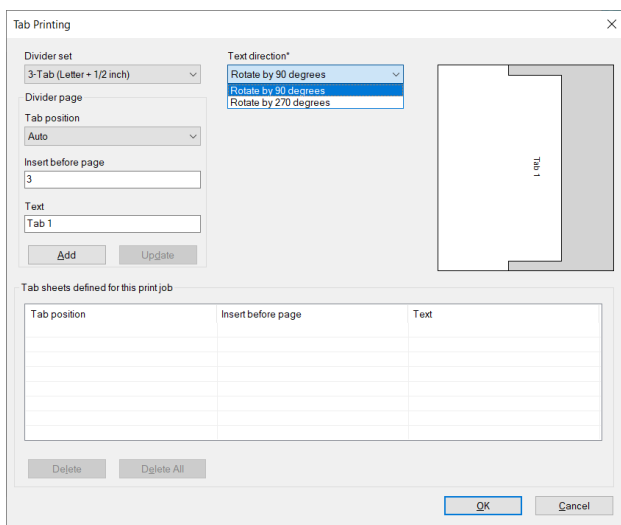 Tab Printing
Divider set
3-Tab (Letter + 1/2 inch)
Divider page
Tab position
Auto
Insert before page
3
Text
Tab 1
Add
Update
Text direction*
Rotate by 90 degrees
Rotate by 90 degrees
Rotate by 270 degrees
Tab 1
Tab sheets defined for this print job
Tab position Insert before page Text
Delete
Delete All
OK
Cancel